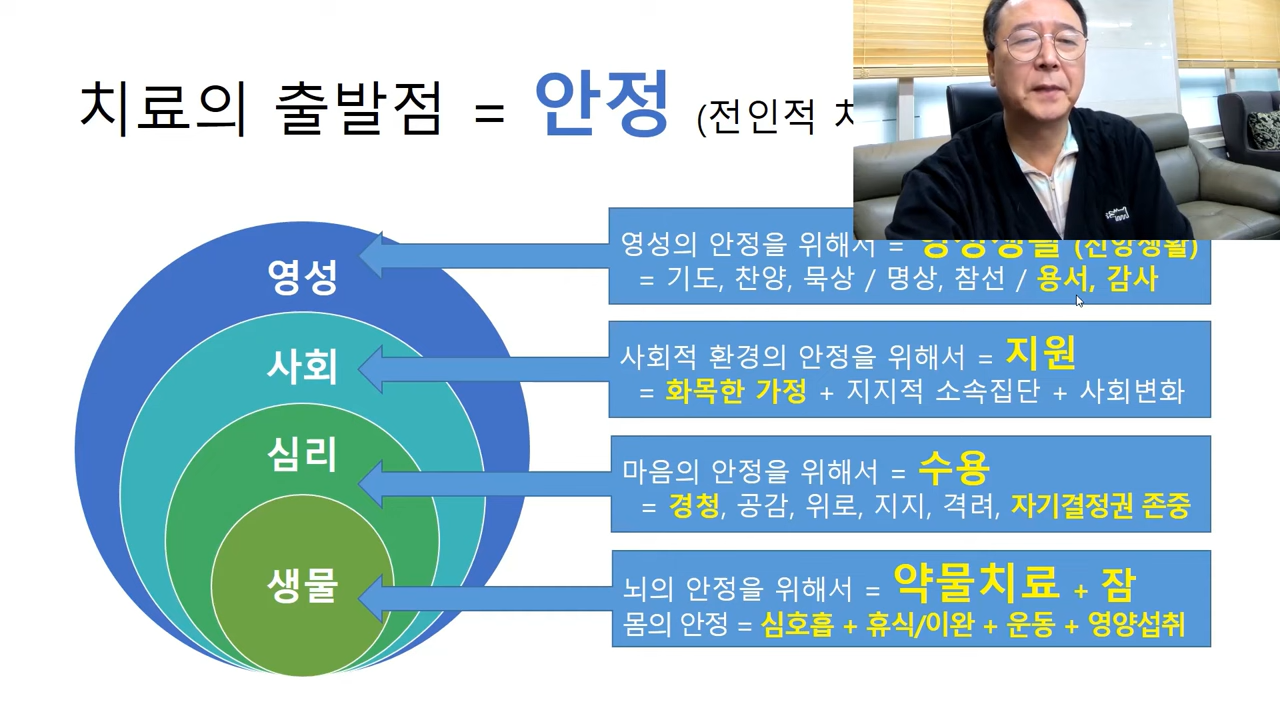 치료의 출발점 = 안정 (전인적
영성
사회
심리
생물
영성의 안정을 위해서 = (신앙생활)
= 기도, 찬양, 묵상 / 명상, 참선 / 용서, 감사
사회적 환경의 안정을 위해서 = 지원
= 화목한 가정 + 지지적 소속집단 + 사회변화
마음의 안정을 위해서 = 수용
= 경청, 공감, 위로, 지지, 격려, 자기결정권 존중
뇌의 안정을 위해서 = 약물치료 + 잠
몸의 안정 = 심호흡 + 휴식/이완 + 운동 + 영양섭취